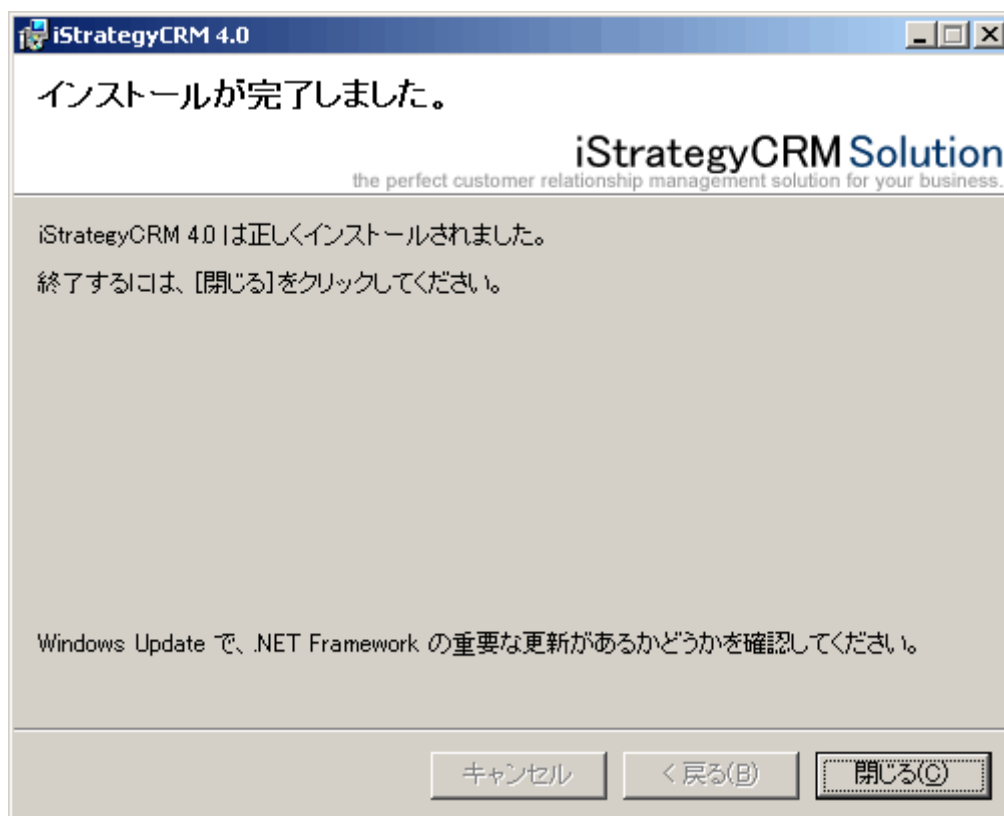 iStrategyCRM 4.0
インストールが完了しました。
iStrategyCRM Solution
the perfect customer relationship management solution for your business.
iStrategyCRM 4.0 は正しくインストールされました。
終了するには、[閉じる]をクリックしてください。
Windows Update で、.NET Framework の重要な更新があるかどうかを確認してください。
キャンセル
< 戻る(B)
閉じる(C)